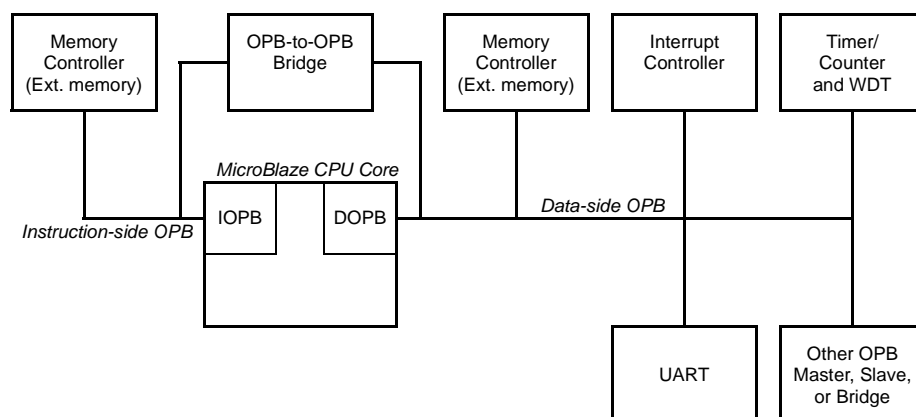 Memory
Controller
(Ext. memory)
OPB-to-OPB
Bridge
Memory
Controller
(Ext. memory)
Interrupt
Controller
Timer/
Counter
and WDT
MicroBlaze CPU Core
IOPB
DOPB
Instruction-side OPB
Data-side OPB
UART
Other OPB
Master, Slave,
or Bridge